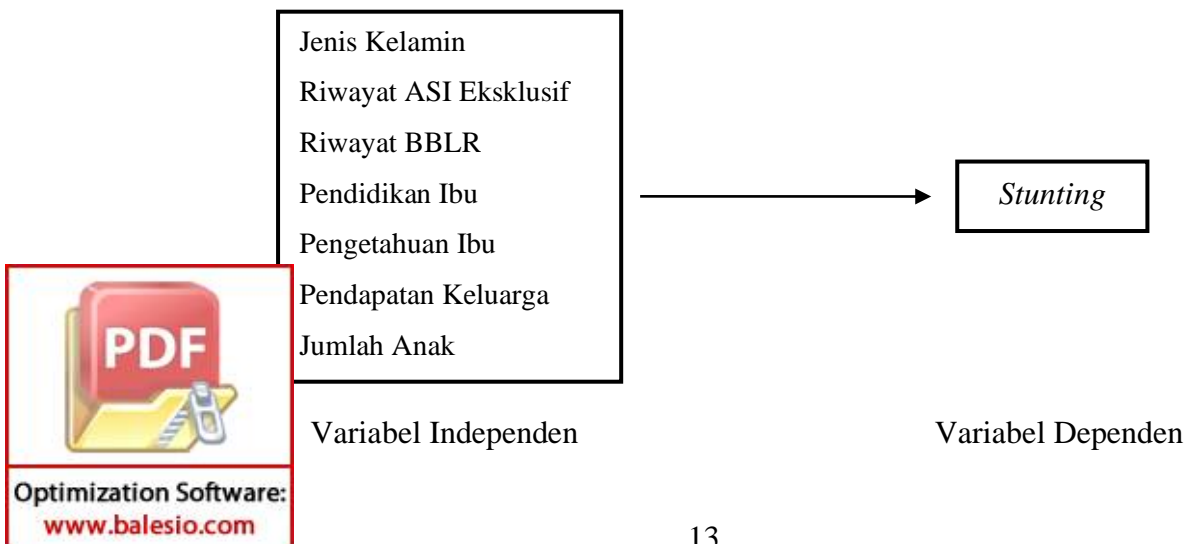 Jenis Kelamin
Riwayat ASI Eksklusif
Riwayat BBLR
Pendidikan Ibu
Pengetahuan Ibu
Pendapatan Keluarga
Jumlah Anak
Stunting
Variabel Independen
Variabel Dependen
PDF
Optimization Software:
www.balesio.com
13